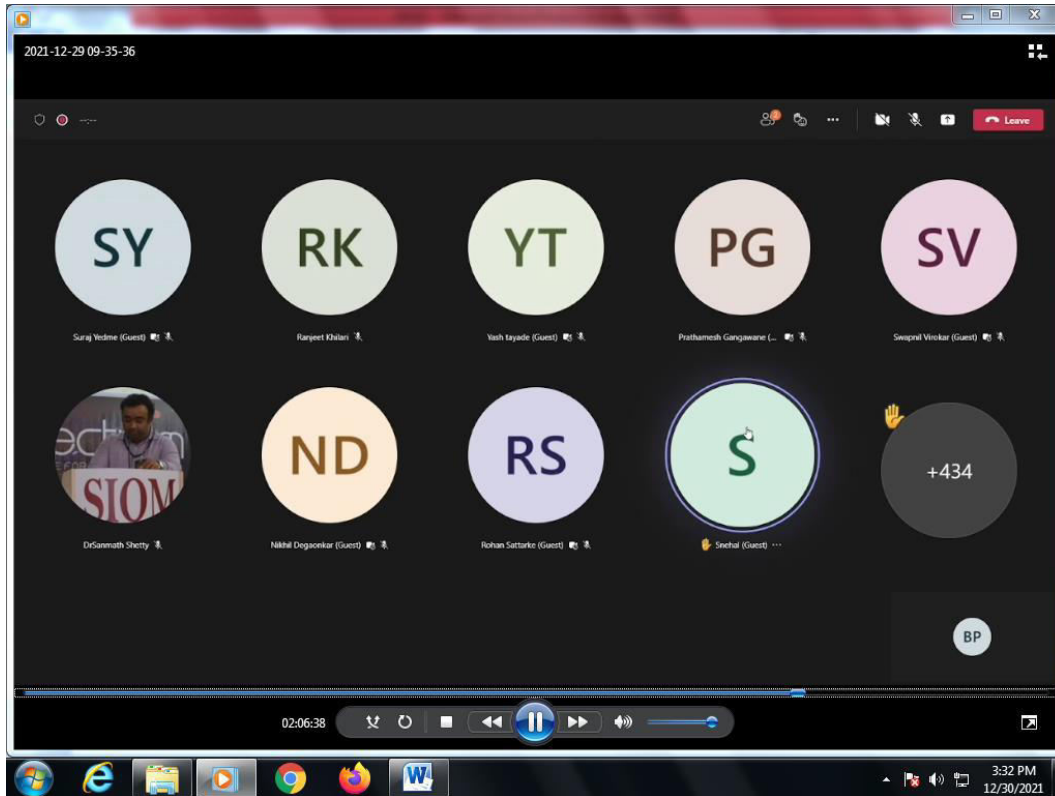 2021-12-29 09-35-36
--:--
2
Leave
SY
RK
YT
PG
SV
Suraj Yedme (Guest)
Ranjeet Khilari
Yash tayade (Guest)
Prathamesh Gangawane (...
Swapnil Virokar (Guest)
SIOM
ND
RS
S
+434
DrSanmath Shetty
Nikhil Degaonkar (Guest)
Rohan Sattarke (Guest)
Snehal (Guest) ...
BP
02:06:38
3:32 PM
12/30/2021